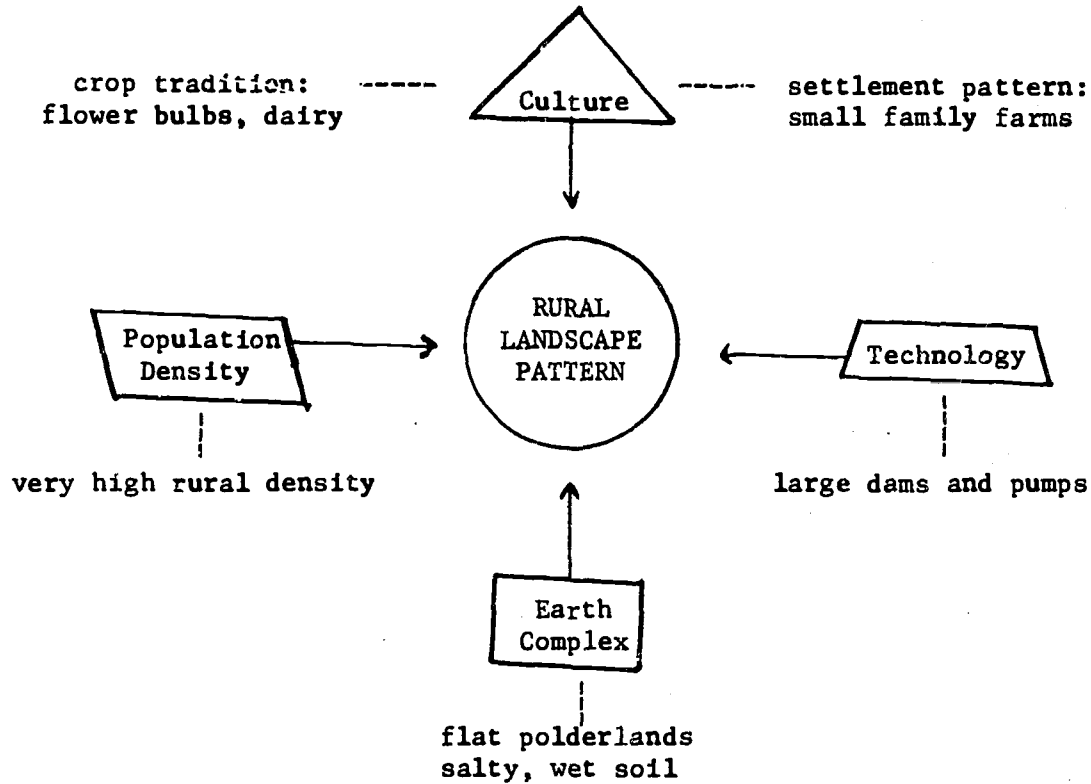 crop tradition:
flower bulbs, dairy
Culture
settlement pattern:
small family farms
RURAL
LANDSCAPE
PATTERN
Population
Density
Technology
very high rural density
large dams and pumps
Earth
Complex
flat polderlands
salty, wet soil